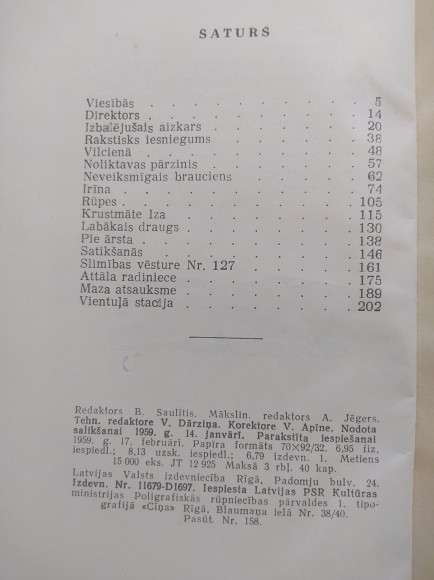 SATURS
Viesībās . . . . . . . . . 5
Direktors . . . . . . . . . 14
Izbalējušais aizkars . . . . . . . 20
Rakstisks iesniegums . . . . . . . 38
Vilcienā . . . . . . . . . 48
Noliktavas pārzinis . . . . . . . 57
Neveiksmīgais brauciens . . . . . . 62
Irīna . . . . . . . . . . 74
Rūpes . . . . . . . . . . 105
Krustmāte Iza . . . . . . . . 115
Labākais draugs . . . . . . . . 130
Pie ārsta . . . . . . . . . 138
Satikšanās . . . . . . . . . 146
Slimības vēsture Nr. 127 . . . . . . 161
Attāla radiniece . . . . . . . . 175
Maza atsauksme . . . . . . . . 189
Vientuļā stacija . . . . . . . . 202
Redaktors B. Saulītis. Mākslin. redaktors A. Jēgers.
Tehn. redaktore V. Dārziņa. Korektore V. Apīne. Nodota
salikšanai 1959. g. 14. janvārī. Parakstīta iespiešanai
1959. g. 17. februārī. Papīra formāts 70×92/32. 6,95 fiz.
iespiedl.; 8,13 uzsk. iespiedl.; 6,79 izdevn. l. Metiens
15 000 eks. JT 12 925 Maksā 3 rbļ. 40 kap.
Latvijas Valsts izdevniecība Rīgā, Padomju bulv. 24.
Izdevn. Nr. 11679-D1697. Iespiesta Latvijas PSR Kultūras
ministrijas Poligrafiskās rūpniecības pārvaldes 1. tipo-
grafijā «Cīņa» Rīgā, Blaumaņa ielā Nr. 38/40.
Pasūt. Nr. 158.